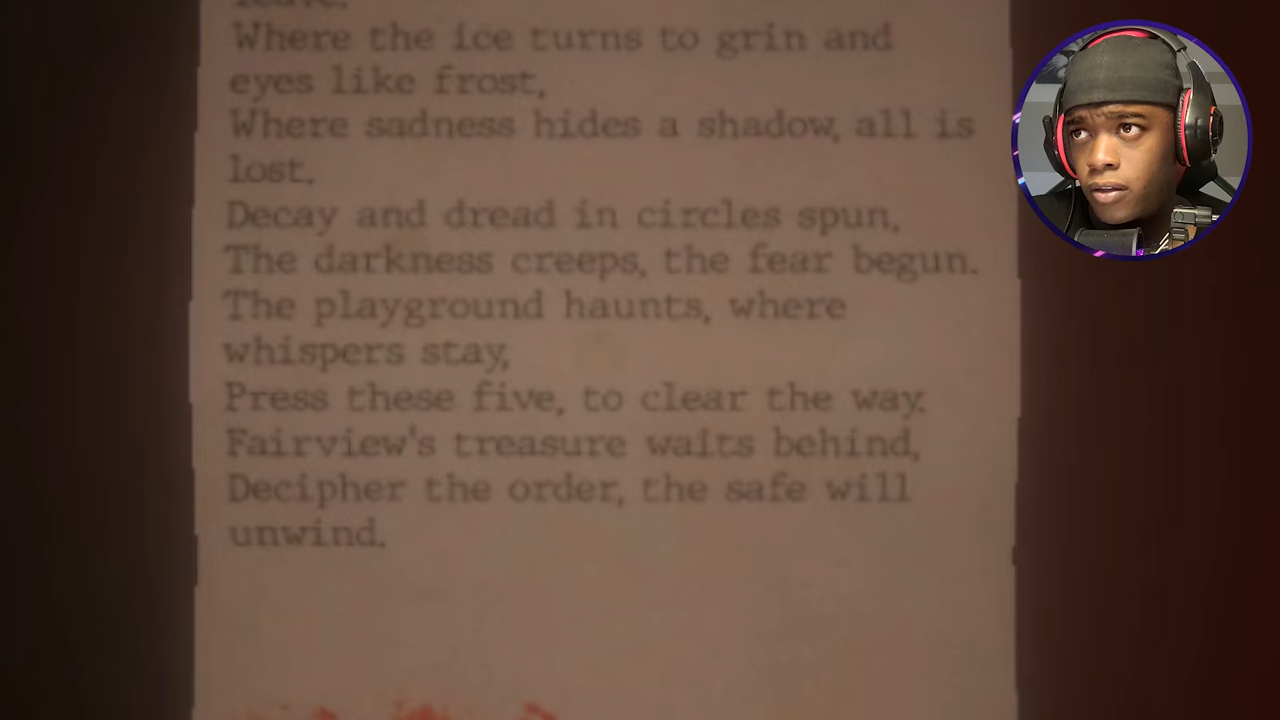 leave.
Where the ice turns to grin and
eyes like frost,
Where sadness hides a shadow, all is
lost.
Decay and dread in circles spun,
The darkness creeps, the fear begun.
The playground haunts, where
whispers stay,
Press these five, to clear the way.
Fairview's treasure waits behind,
Decipher the order, the safe will
unwind.